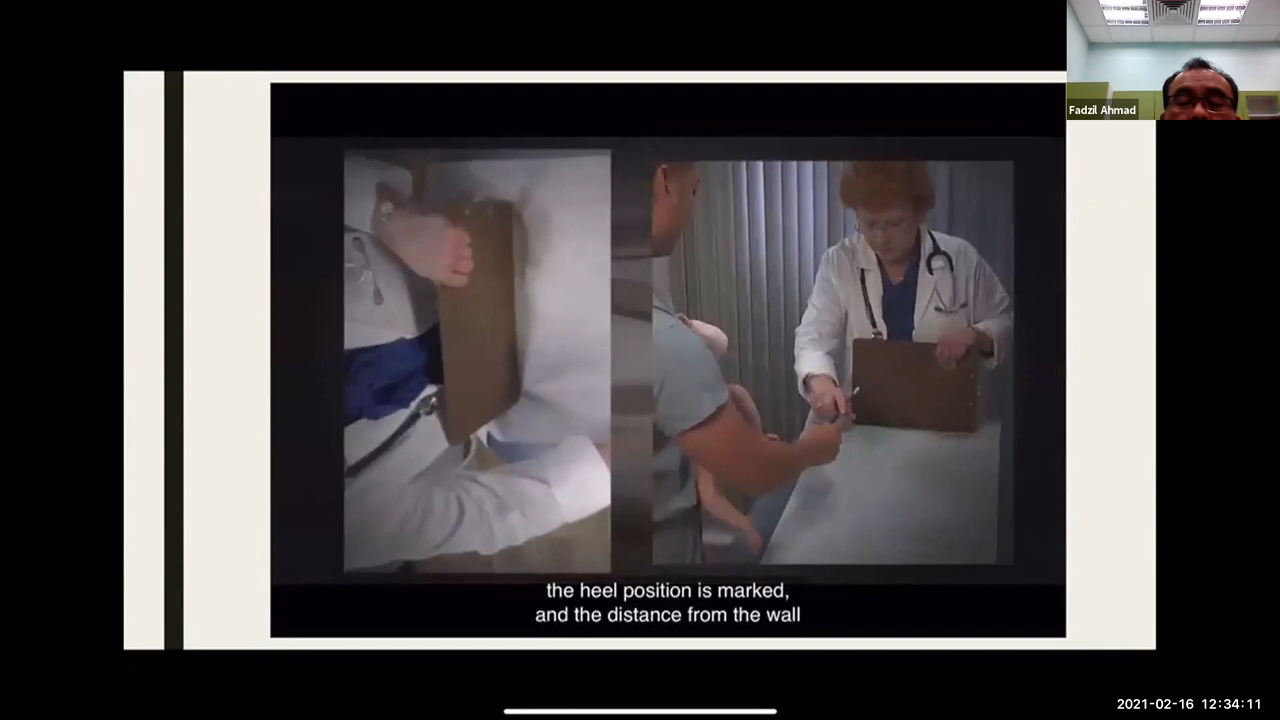 Fadzil Ahmad
the heel position is marked,
and the distance from the wall
2021-02-16 12:34:11